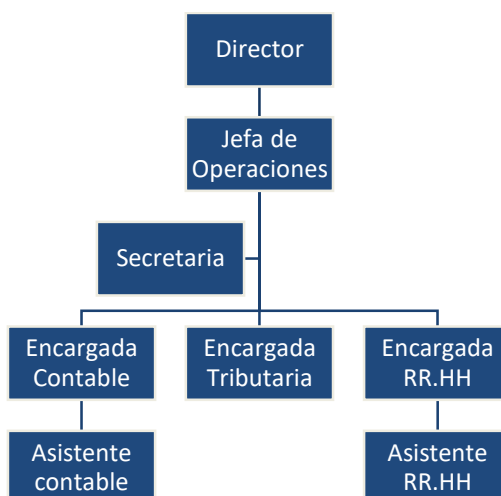 Director
Jefa de
Operaciones
Secretaria
Encargada
Contable
Encargada
Tributaria
Encargada
RR.HH
Asistente
contable
Asistente
RR.HH